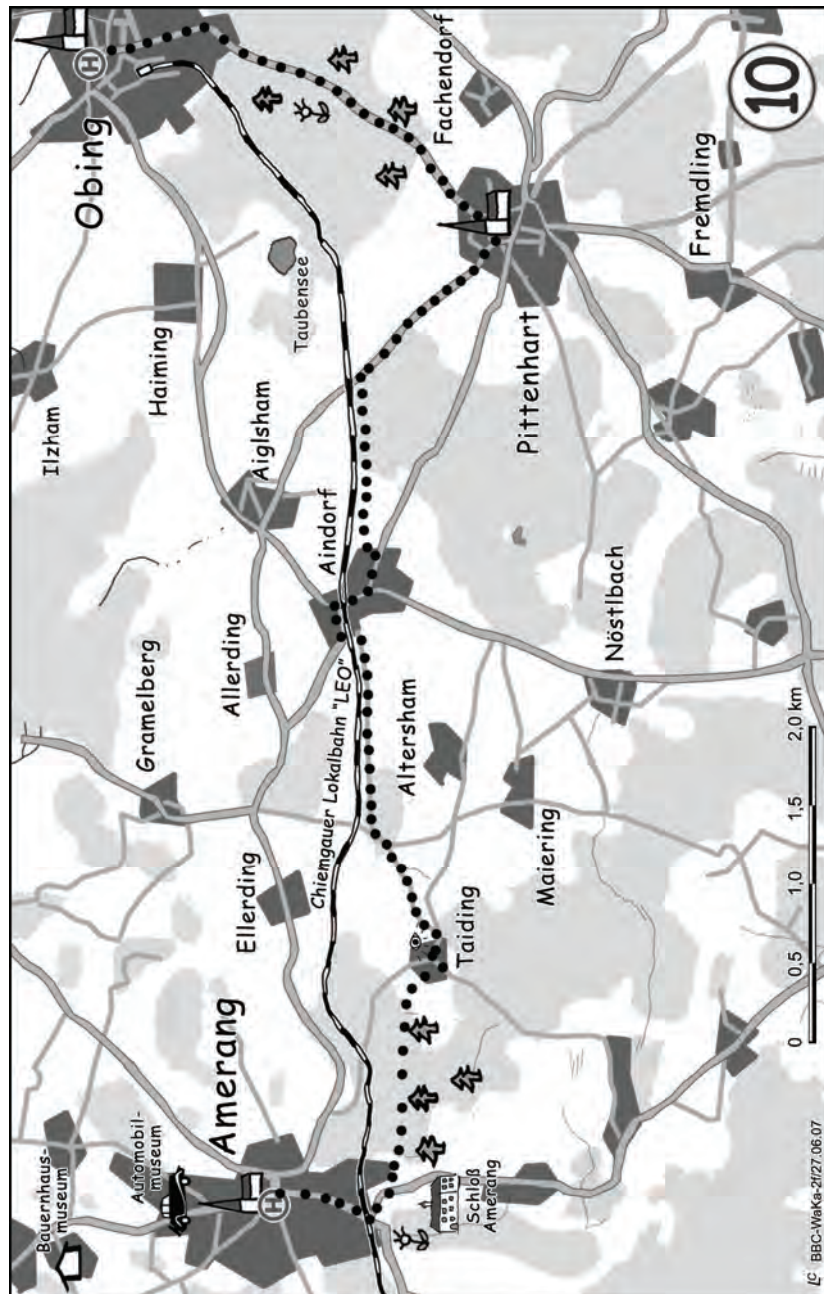 Bauernhaus-
museum
Automobil-
museum
Amerang
H
Schloß
Amerang
Ellerding
Gramelberg
Allerding
Chiemgauer Lokalbahn "LEO"
Taiding
Altersham
Maiering
Nöstlbach
Aindorf
Aiglsham
Ilzham
Haiming
Taubensee
Obing
H
Pittenhart
Fachendorf
Fremdling
10
0
0,5
1,0
1,5
2,0 km
BBC-WaKa-2f/27.06.07